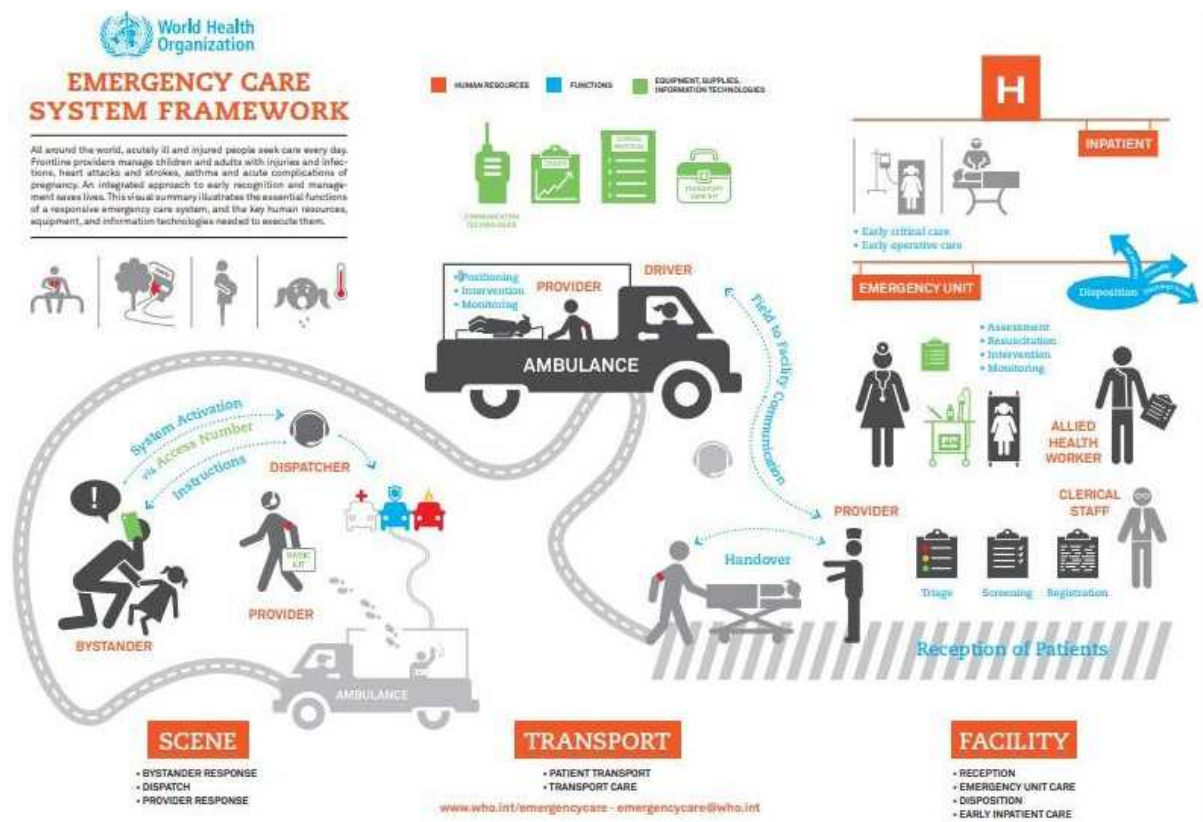 World Health
Organization
EMERGENCY CARE
SYSTEM FRAMEWORK
All around the world, acutely ill and injured people seek care every day.
Frontline providers manage children and adults with injuries and infec-
tions, heart attacks and strokes, asthma and acute complications of
pregnancy. An integrated approach to early recognition and manage-
ment saves lives. This visual summary illustrates the essential functions
of a responsive emergency care system, and the key human resources,
equipment, and information technologies needed to execute them.
HUMAN RESOURCES
FUNCTIONS
EQUIPMENT, SUPPLIES,
INFORMATION TECHNOLOGIES
COMMUNICATION
TECHNOLOGIES
TRANSPORT
CARE KIT
H
INPATIENT
• Early critical care
• Early operative care
EMERGENCY UNIT
Disposition
• Assessment
• Resuscitation
• Intervention
• Monitoring
ALLIED
HEALTH
WORKER
CLERICAL
STAFF
• Positioning
• Intervention
• Monitoring
PROVIDER
DRIVER
AMBULANCE
Field to Facility Communication
System Activation
via Access Number
Instructions
DISPATCHER
!
BASIC
KIT
PROVIDER
BYSTANDER
AMBULANCE
PROVIDER
Handover
Triage
Screening
Registration
Reception of Patients
SCENE
• BYSTANDER RESPONSE
• DISPATCH
• PROVIDER RESPONSE
TRANSPORT
• PATIENT TRANSPORT
• TRANSPORT CARE
www.who.int/emergencycare - emergencycare@who.int
FACILITY
• RECEPTION
• EMERGENCY UNIT CARE
• DISPOSITION
• EARLY INPATIENT CARE